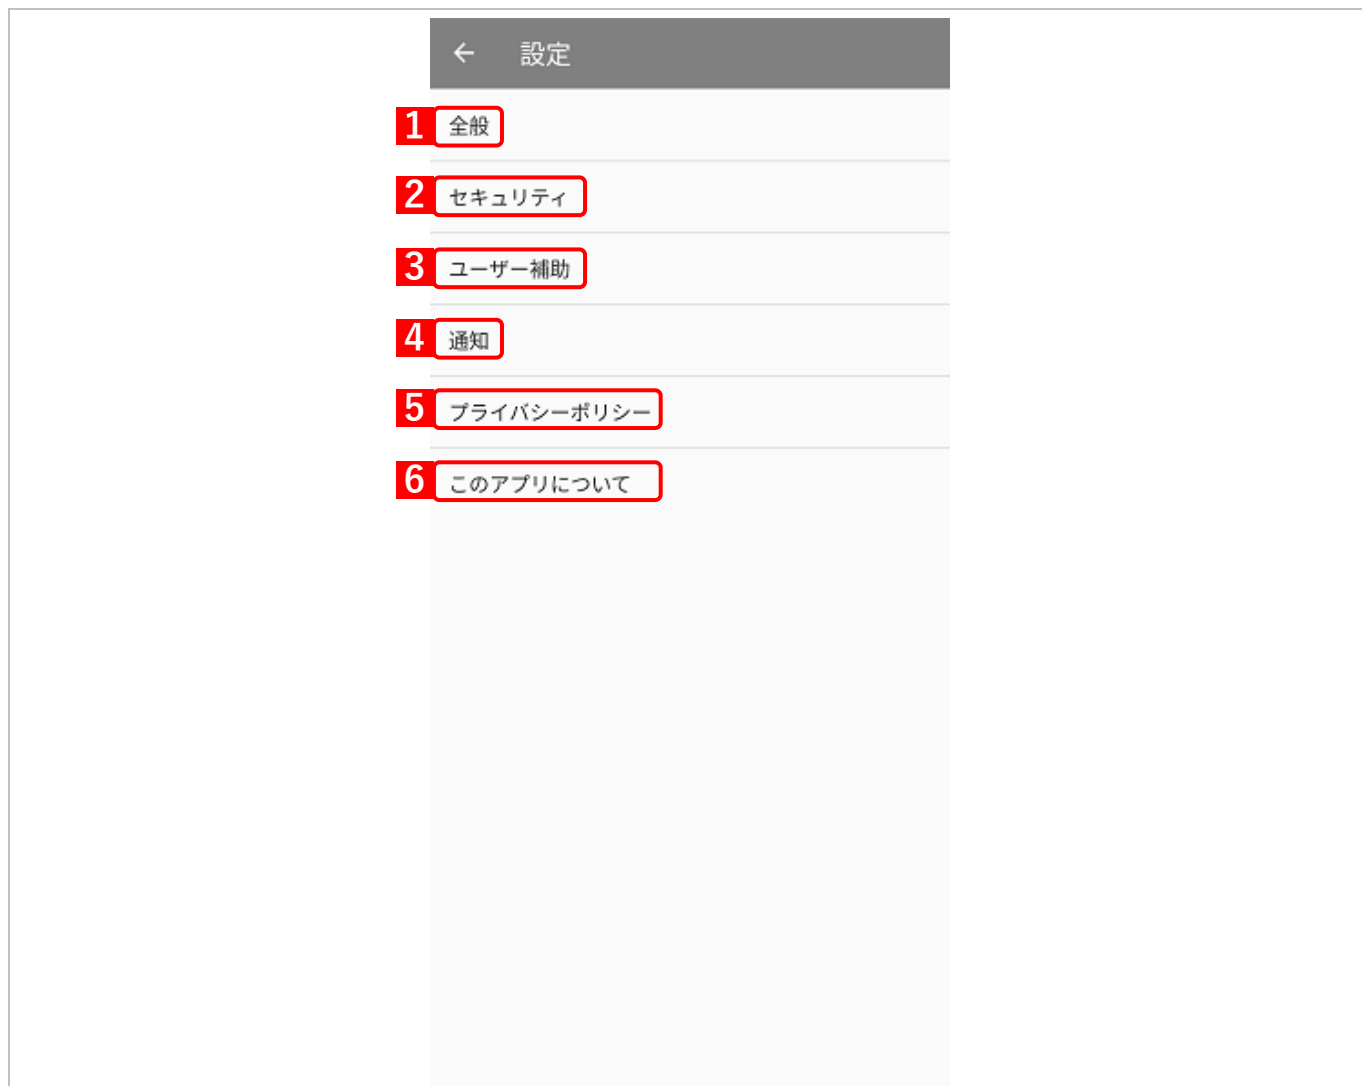 設定
1 全般
2 セキュリティ
3 ユーザー補助
4 通知
5 プライバシーポリシー
6 このアプリについて